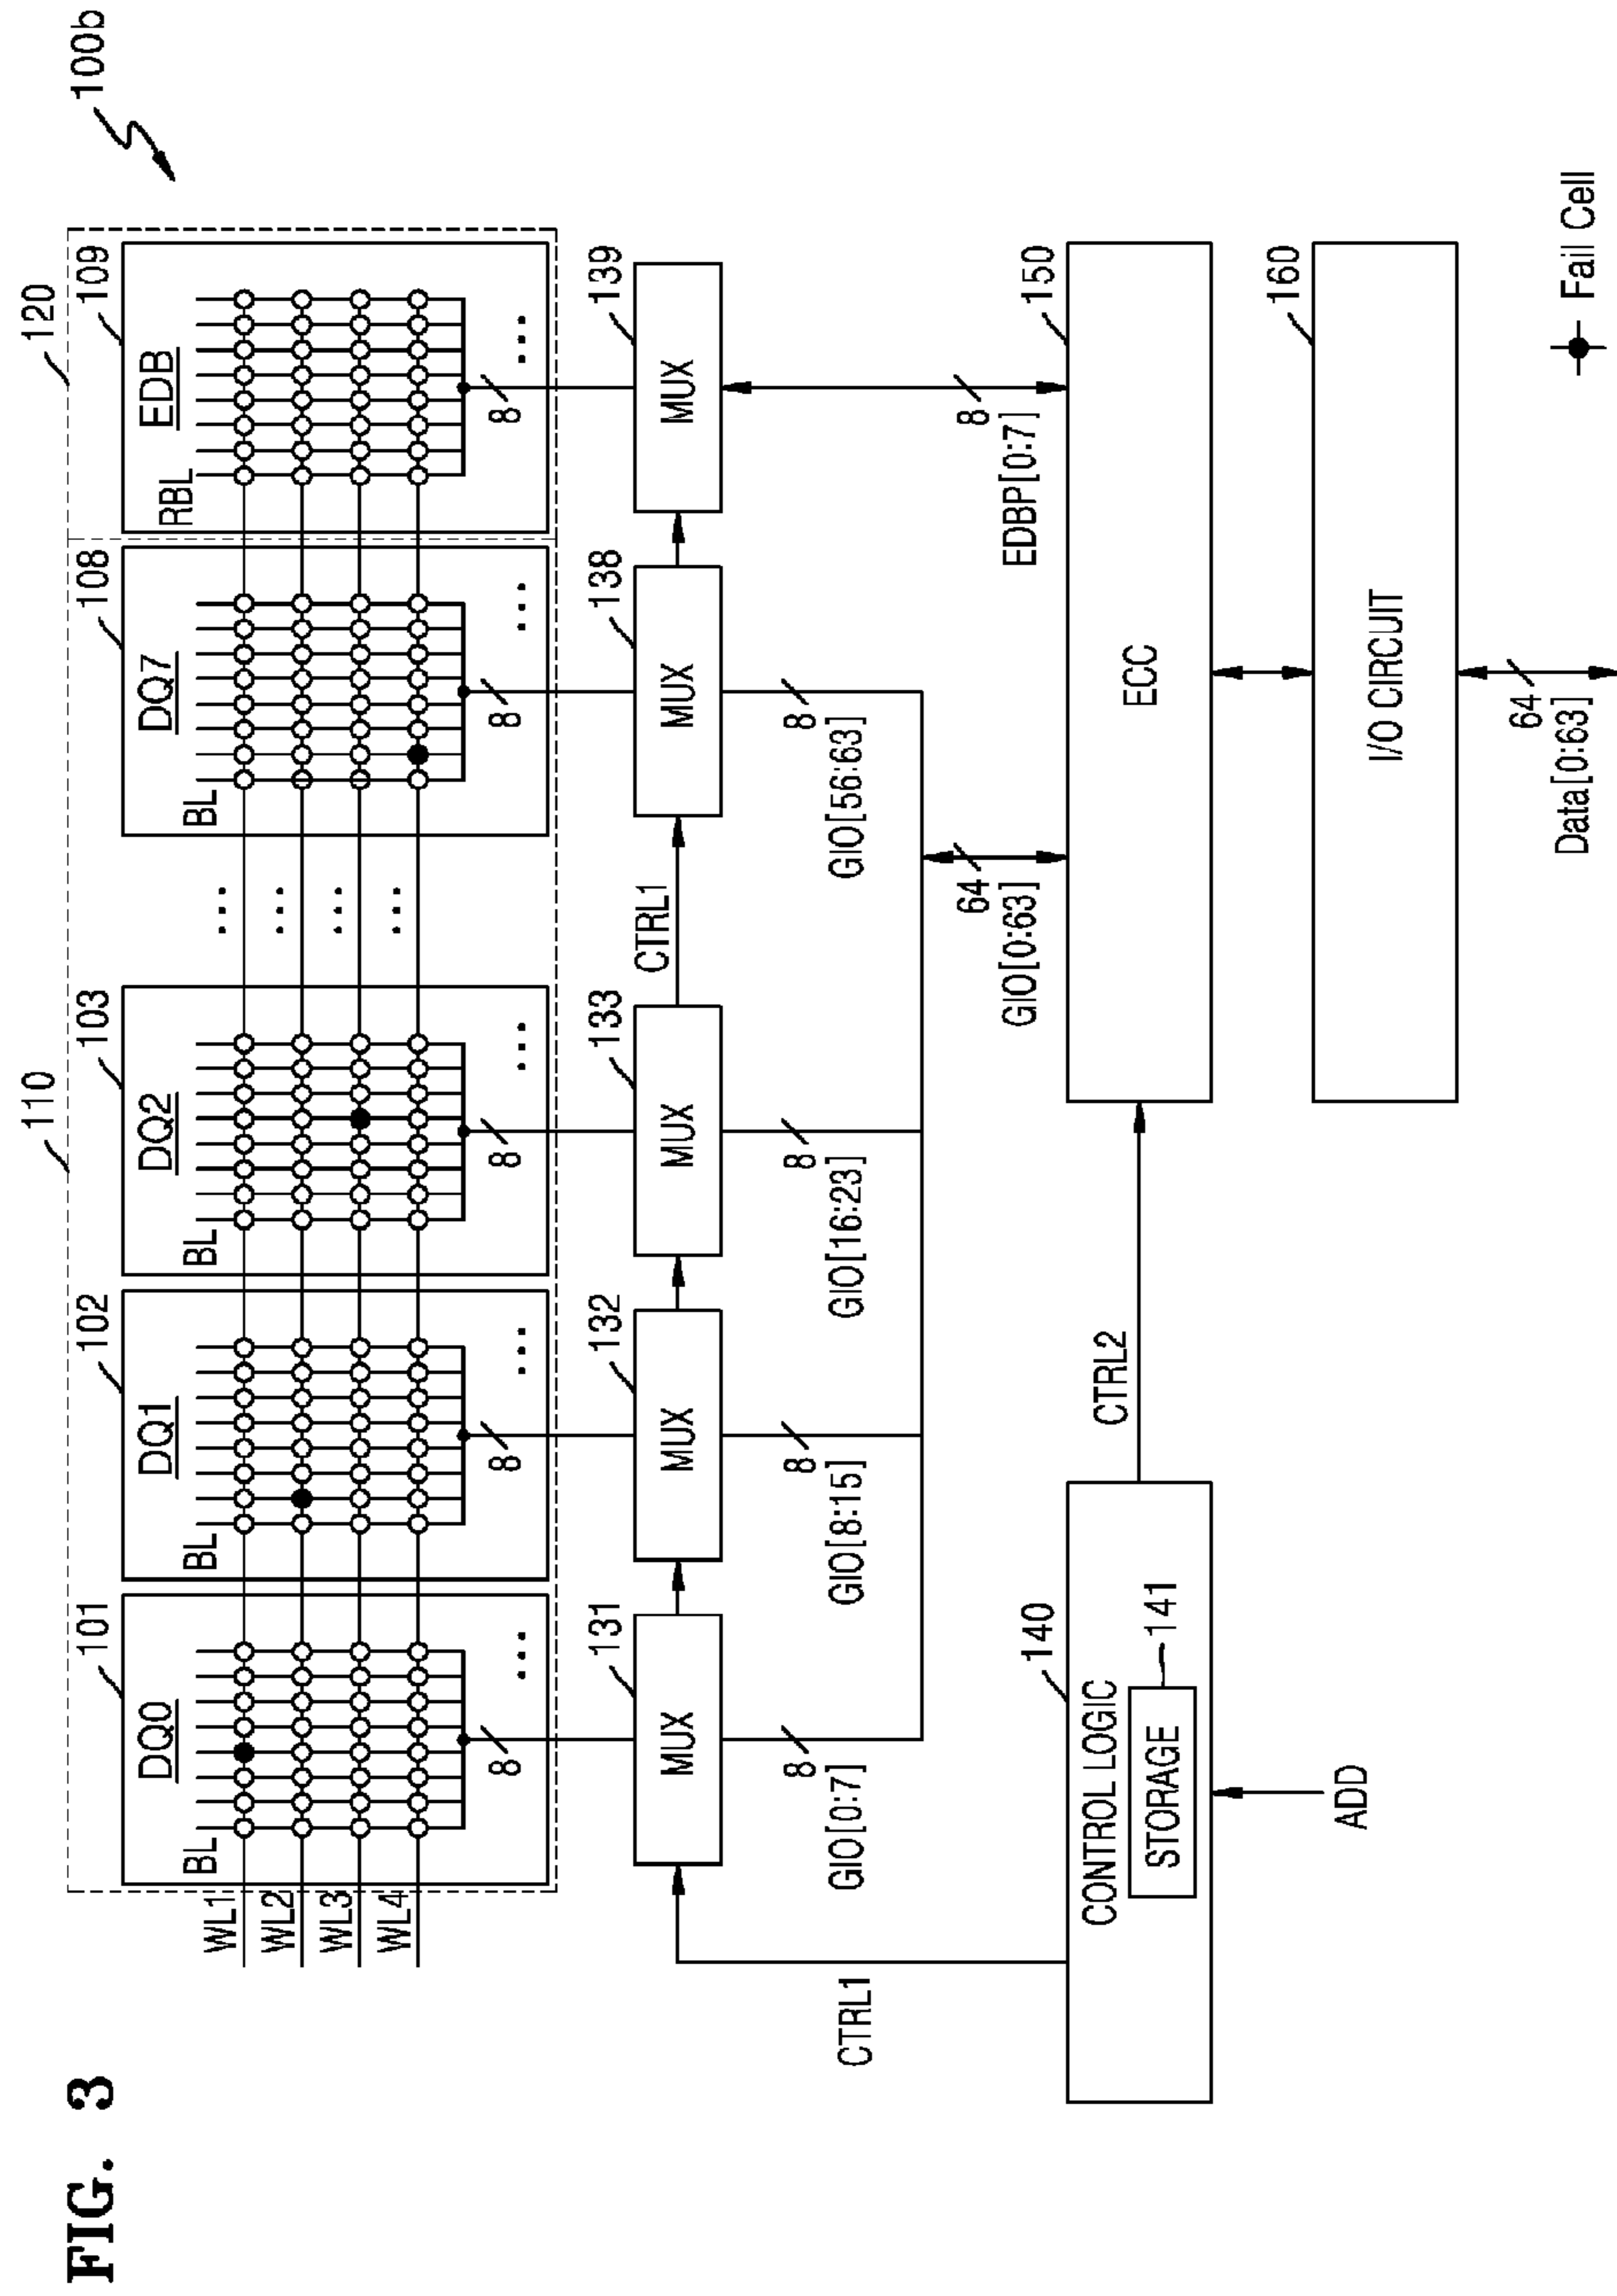 FIG. 3
100b
110
120
101
102
103
108
109
DQ0
DQ1
DQ2
DQ7
EDB
BL
BL
BL
BL
RBL
WL1
WL2
WL3
WL4
...
...
...
...
8
...
8
...
8
...
8
...
8
...
131
132
133
138
139
MUX
MUX
MUX
MUX
MUX
CTRL1
CTRL1
8
GIO[0:7]
8
GIO[8:15]
8
GIO[16:23]
8
GIO[56:63]
8
EDBP[0:7]
64
GIO[0:63]
140
CONTROL LOGIC
STORAGE
141
ADD
CTRL2
150
ECC
160
I/O CIRCUIT
64
Data[0:63]
Fail Cell